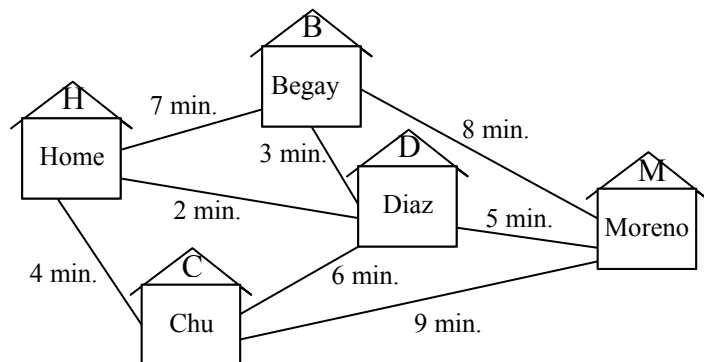 B
Begay
H
Home
7 min.
8 min.
3 min.
D
Diaz
M
Moreno
2 min.
5 min.
C
Chu
4 min.
6 min.
9 min.